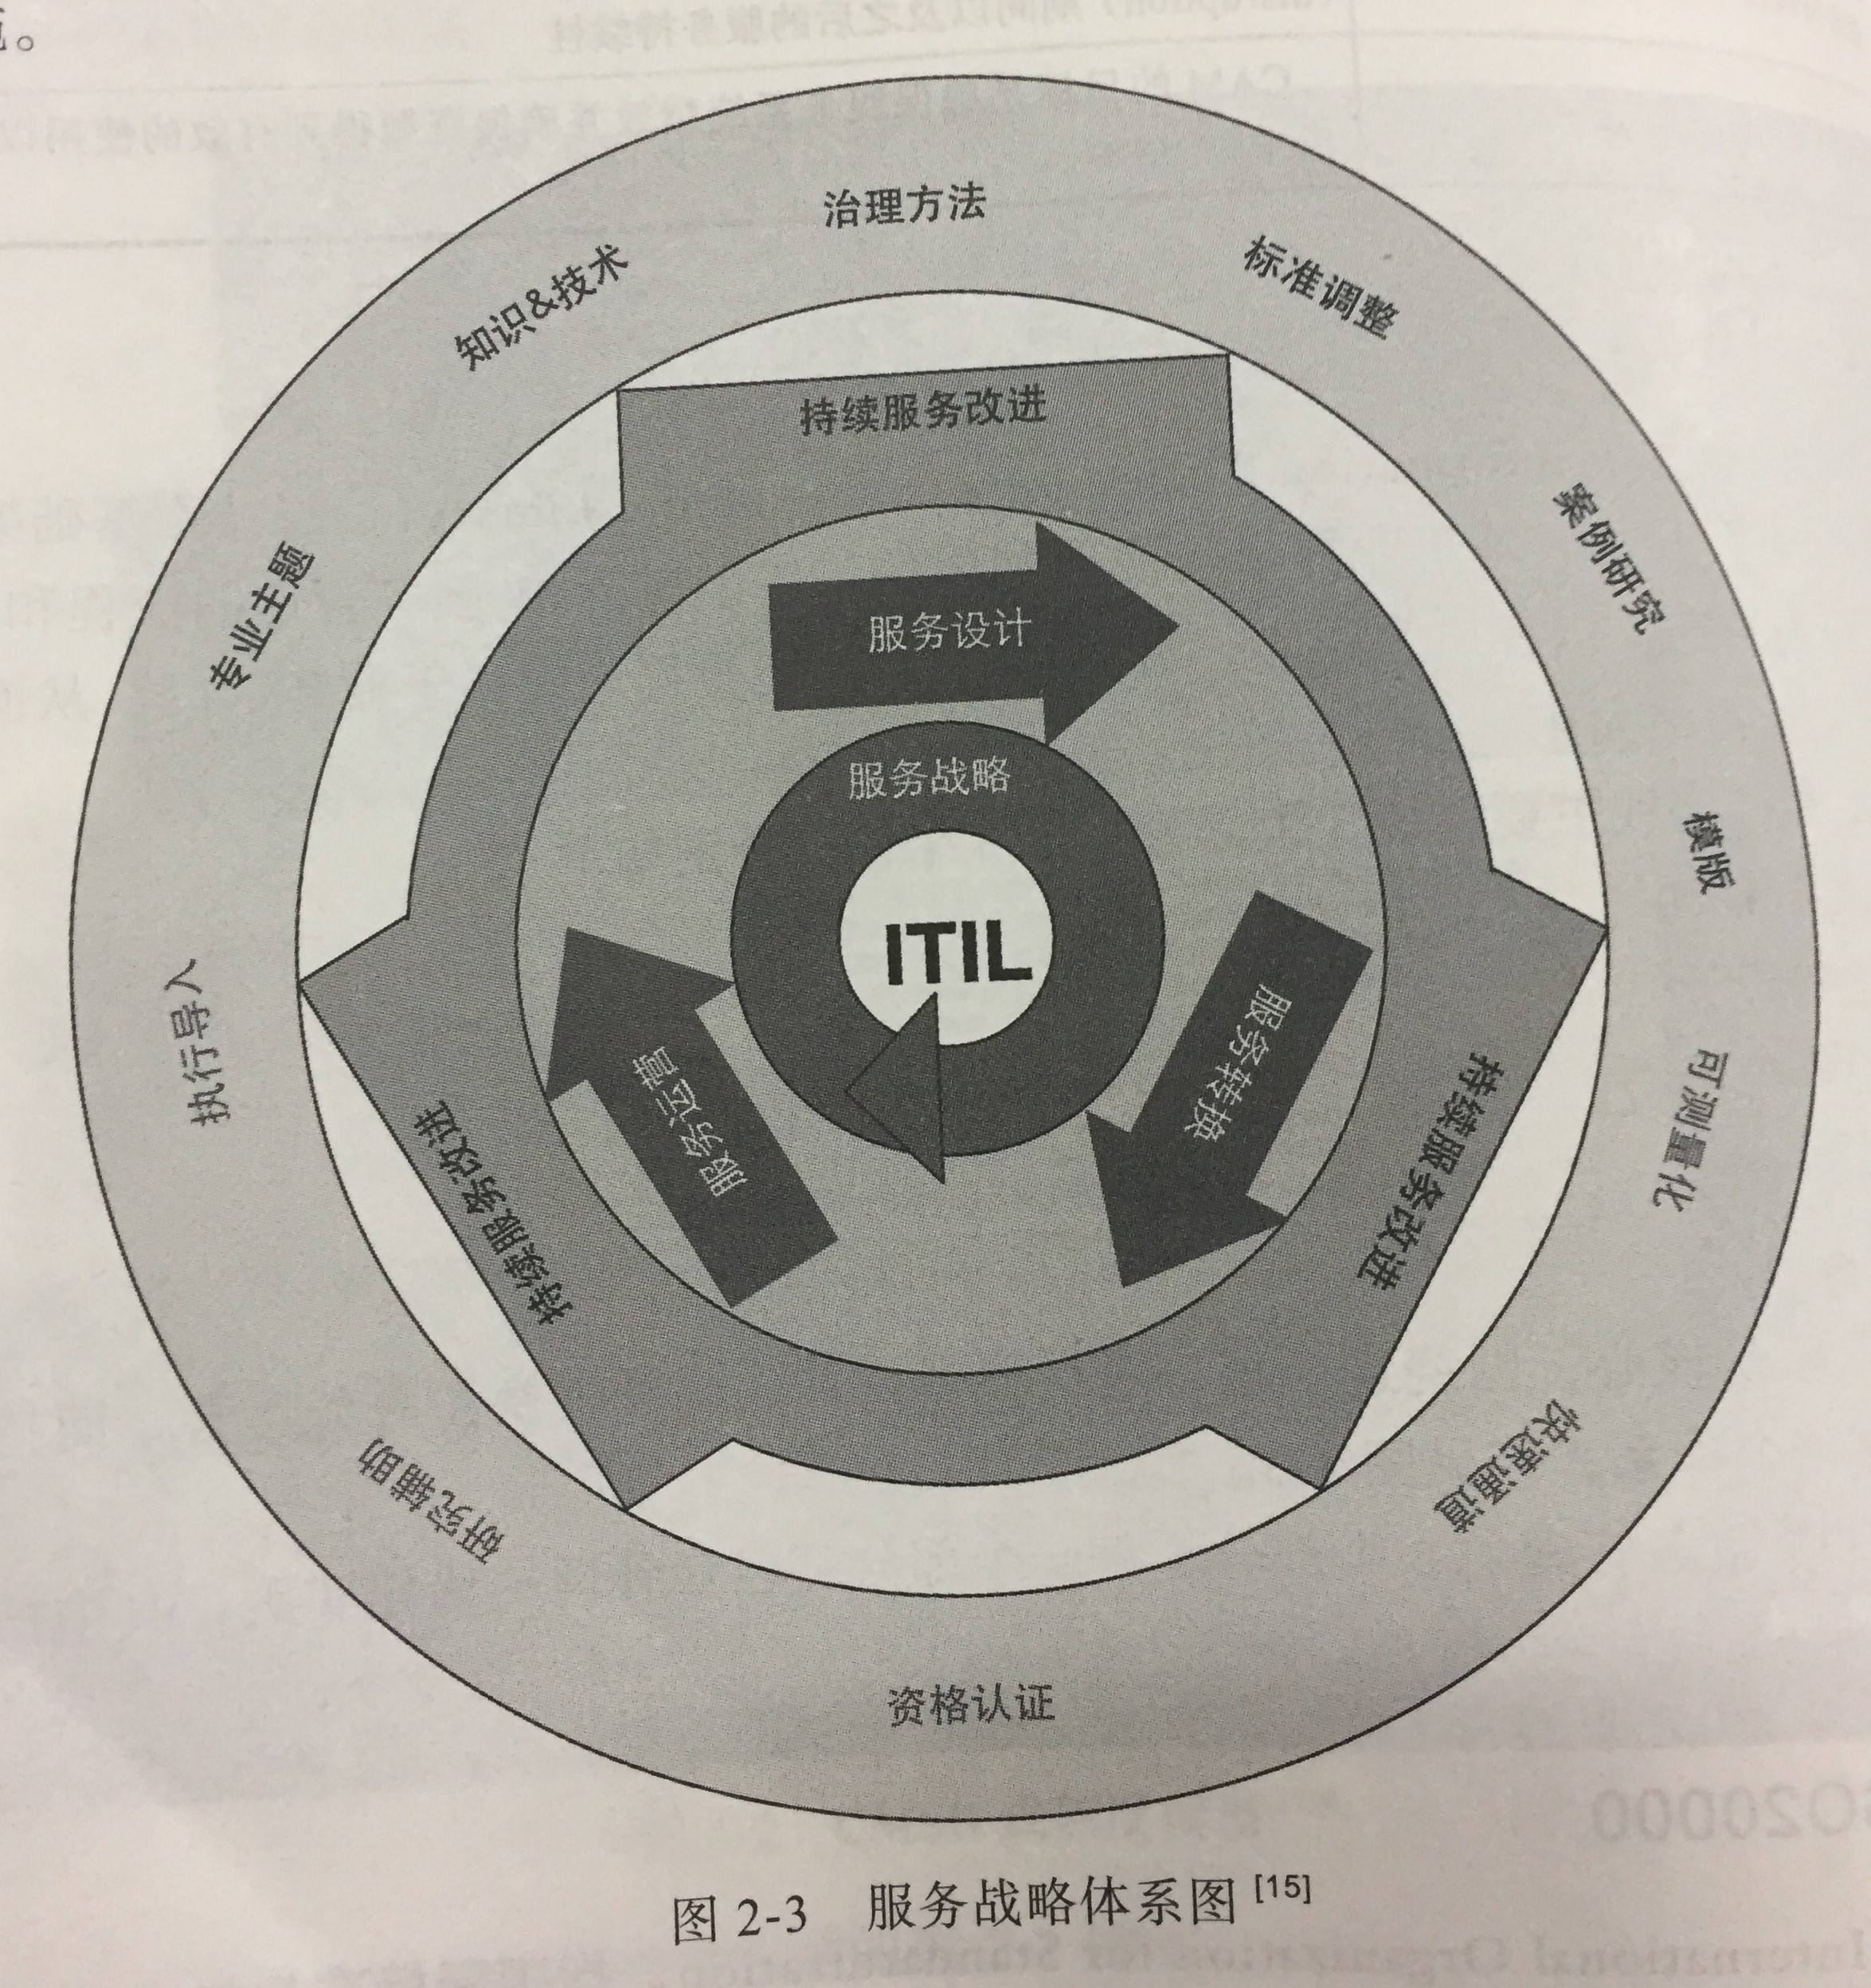 。
治理方法
标准调整
案例研究
模版
可测量化
快速通道
资格认证
研究辅助
执行导入
专业主题
知识&技术
持续服务改进
持续服务改进
持续服务改进
服务设计
服务转换
服务运营
服务战略
ITIL
图 2-3 服务战略体系图 [15]